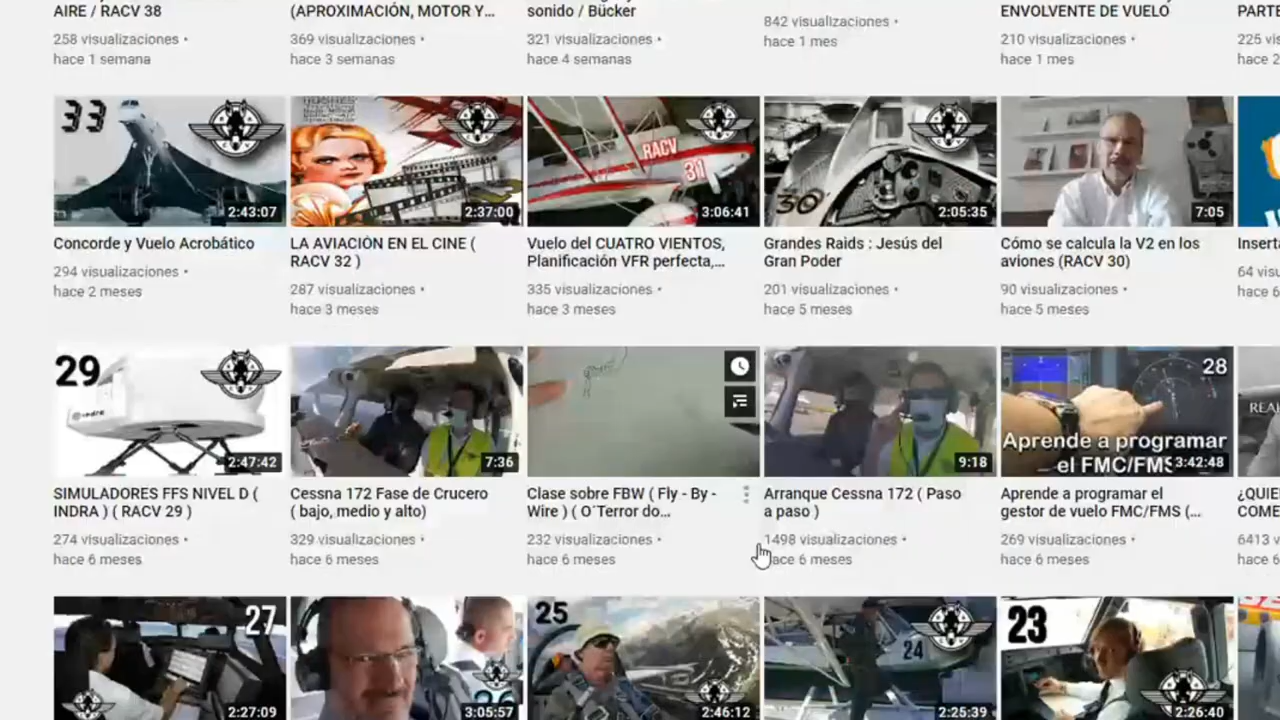 AIRE / RACV 38
(APROXIMACIÓN, MOTOR Y...
sonido / Bücker
ENVOLVENTE DE VUELO
PARTE
258 visualizaciones •
369 visualizaciones •
321 visualizaciones •
842 visualizaciones •
210 visualizaciones •
225 vis
hace 1 semana
hace 3 semanas
hace 4 semanas
hace 1 mes
hace 1 mes
hace 2
33
RACV
31
30
2:43:07
2:37:00
3:06:41
2:05:35
7:05
Concorde y Vuelo Acrobático
LA AVIACIÓN EN EL CINE (
RACV 32 )
Vuelo del CUATRO VIENTOS,
Planificación VFR perfecta,...
Grandes Raids : Jesús del
Gran Poder
Cómo se calcula la V2 en los
aviones (RACV 30)
Inserta
294 visualizaciones •
hace 2 meses
287 visualizaciones •
hace 3 meses
335 visualizaciones •
hace 3 meses
201 visualizaciones •
hace 5 meses
90 visualizaciones •
hace 5 meses
64 visu
hace 6
29
indra
28
Aprende a programar
el FMC/FMS
REAL
2:47:42
7:36
9:18
3:42:48
SIMULADORES FFS NIVEL D (
INDRA ) ( RACV 29 )
Cessna 172 Fase de Crucero
( bajo, medio y alto)
Clase sobre FBW ( Fly - By -
Wire ) ( O´Terror do...
Arranque Cessna 172 ( Paso
a paso )
Aprende a programar el
gestor de vuelo FMC/FMS (...
¿QUIE
COME
274 visualizaciones •
hace 6 meses
329 visualizaciones •
hace 6 meses
232 visualizaciones •
hace 6 meses
1498 visualizaciones •
hace 6 meses
269 visualizaciones •
hace 6 meses
6413 v
hace 6
27
26
25
24
23
2:27:09
3:05:57
2:46:12
2:25:39
2:26:40